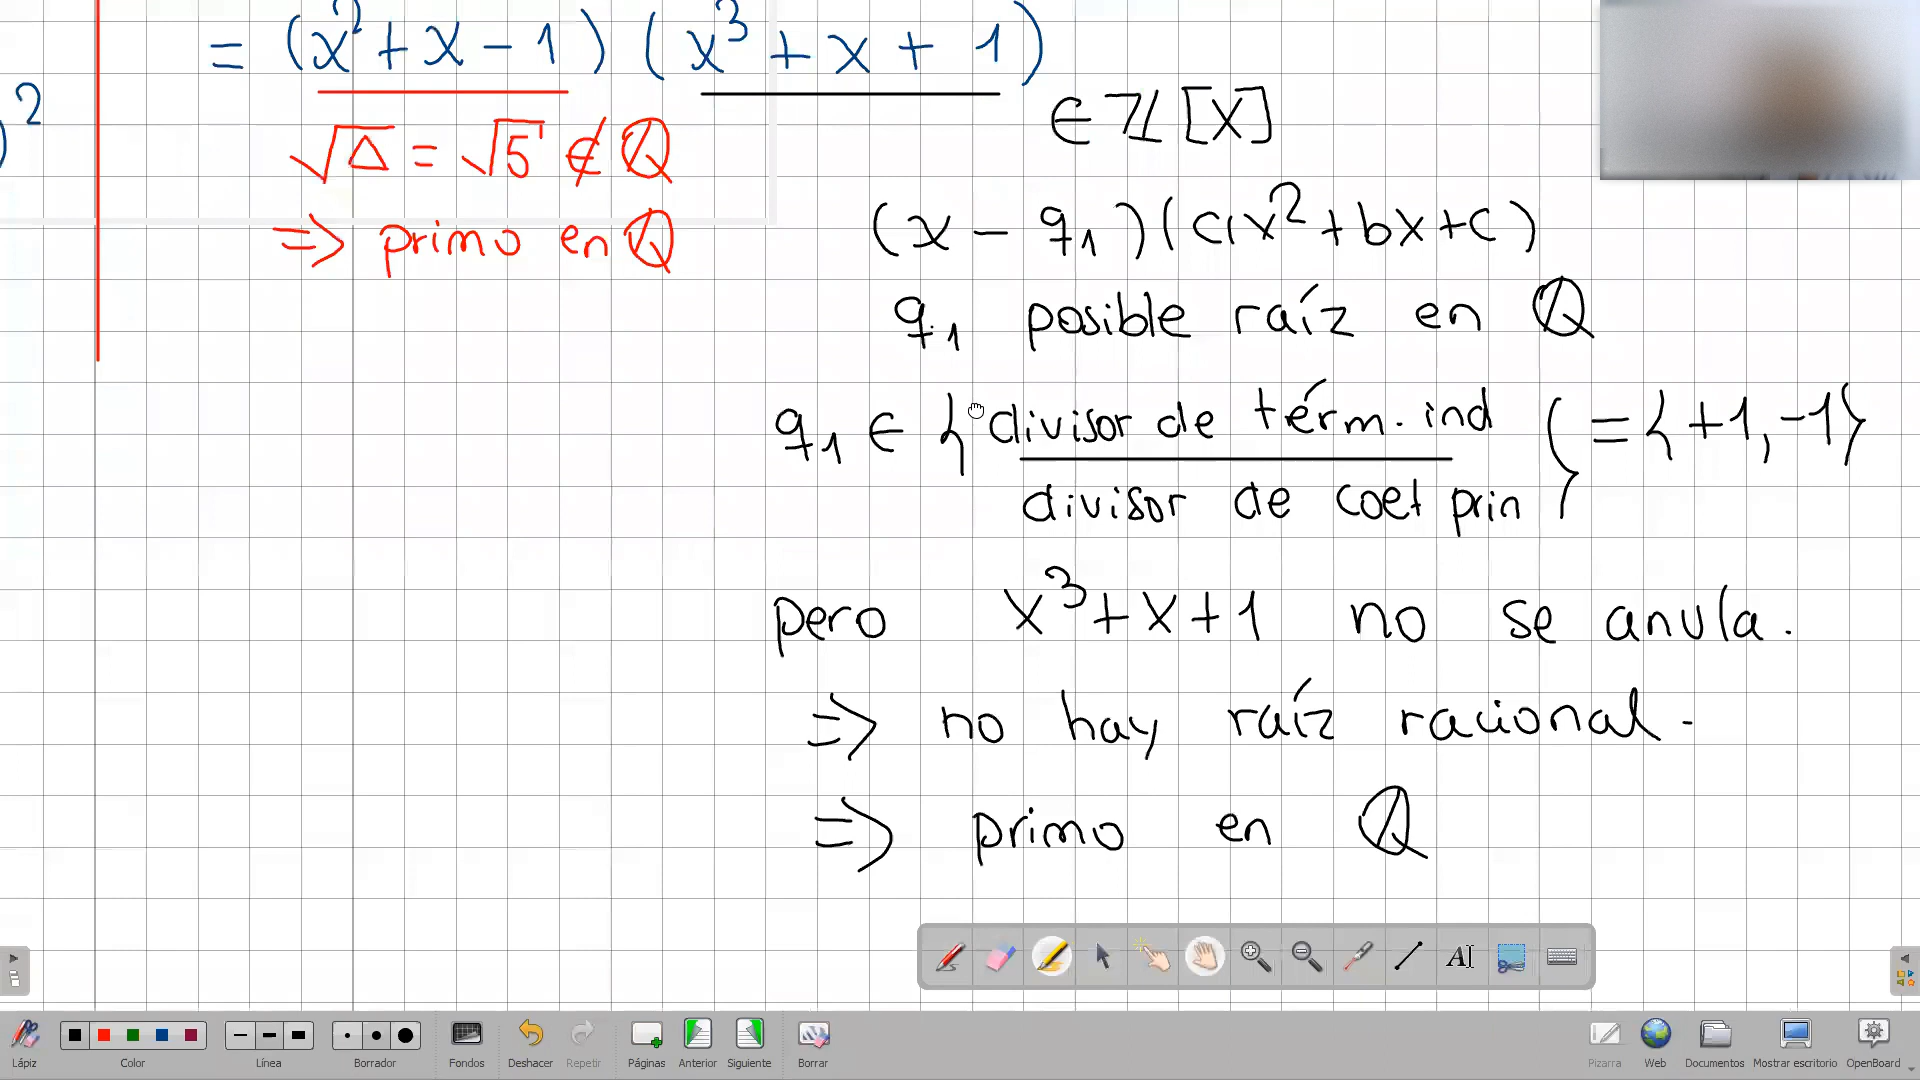 = (x² + x - 1) ( x³ + x + 1 )
)²
∈ ℤ [X]
√Δ = √5 ∉ ℚ
⇒ primo en ℚ
(x - q₁)(ax² + bx + c)
q₁ posible raíz en ℚ
q₁ ∈ { divisor de térm. ind / divisor de coef prin } = { +1, -1 }
pero x³ + x + 1 no se anula.
⇒ no hay raíz racional.
⇒ primo en ℚ
AI
Lápiz Color Línea Borrador Fondos Deshacer Repetir Páginas Anterior Siguiente Borrar Pizarra Web Documentos Mostrar escritorio OpenBoard